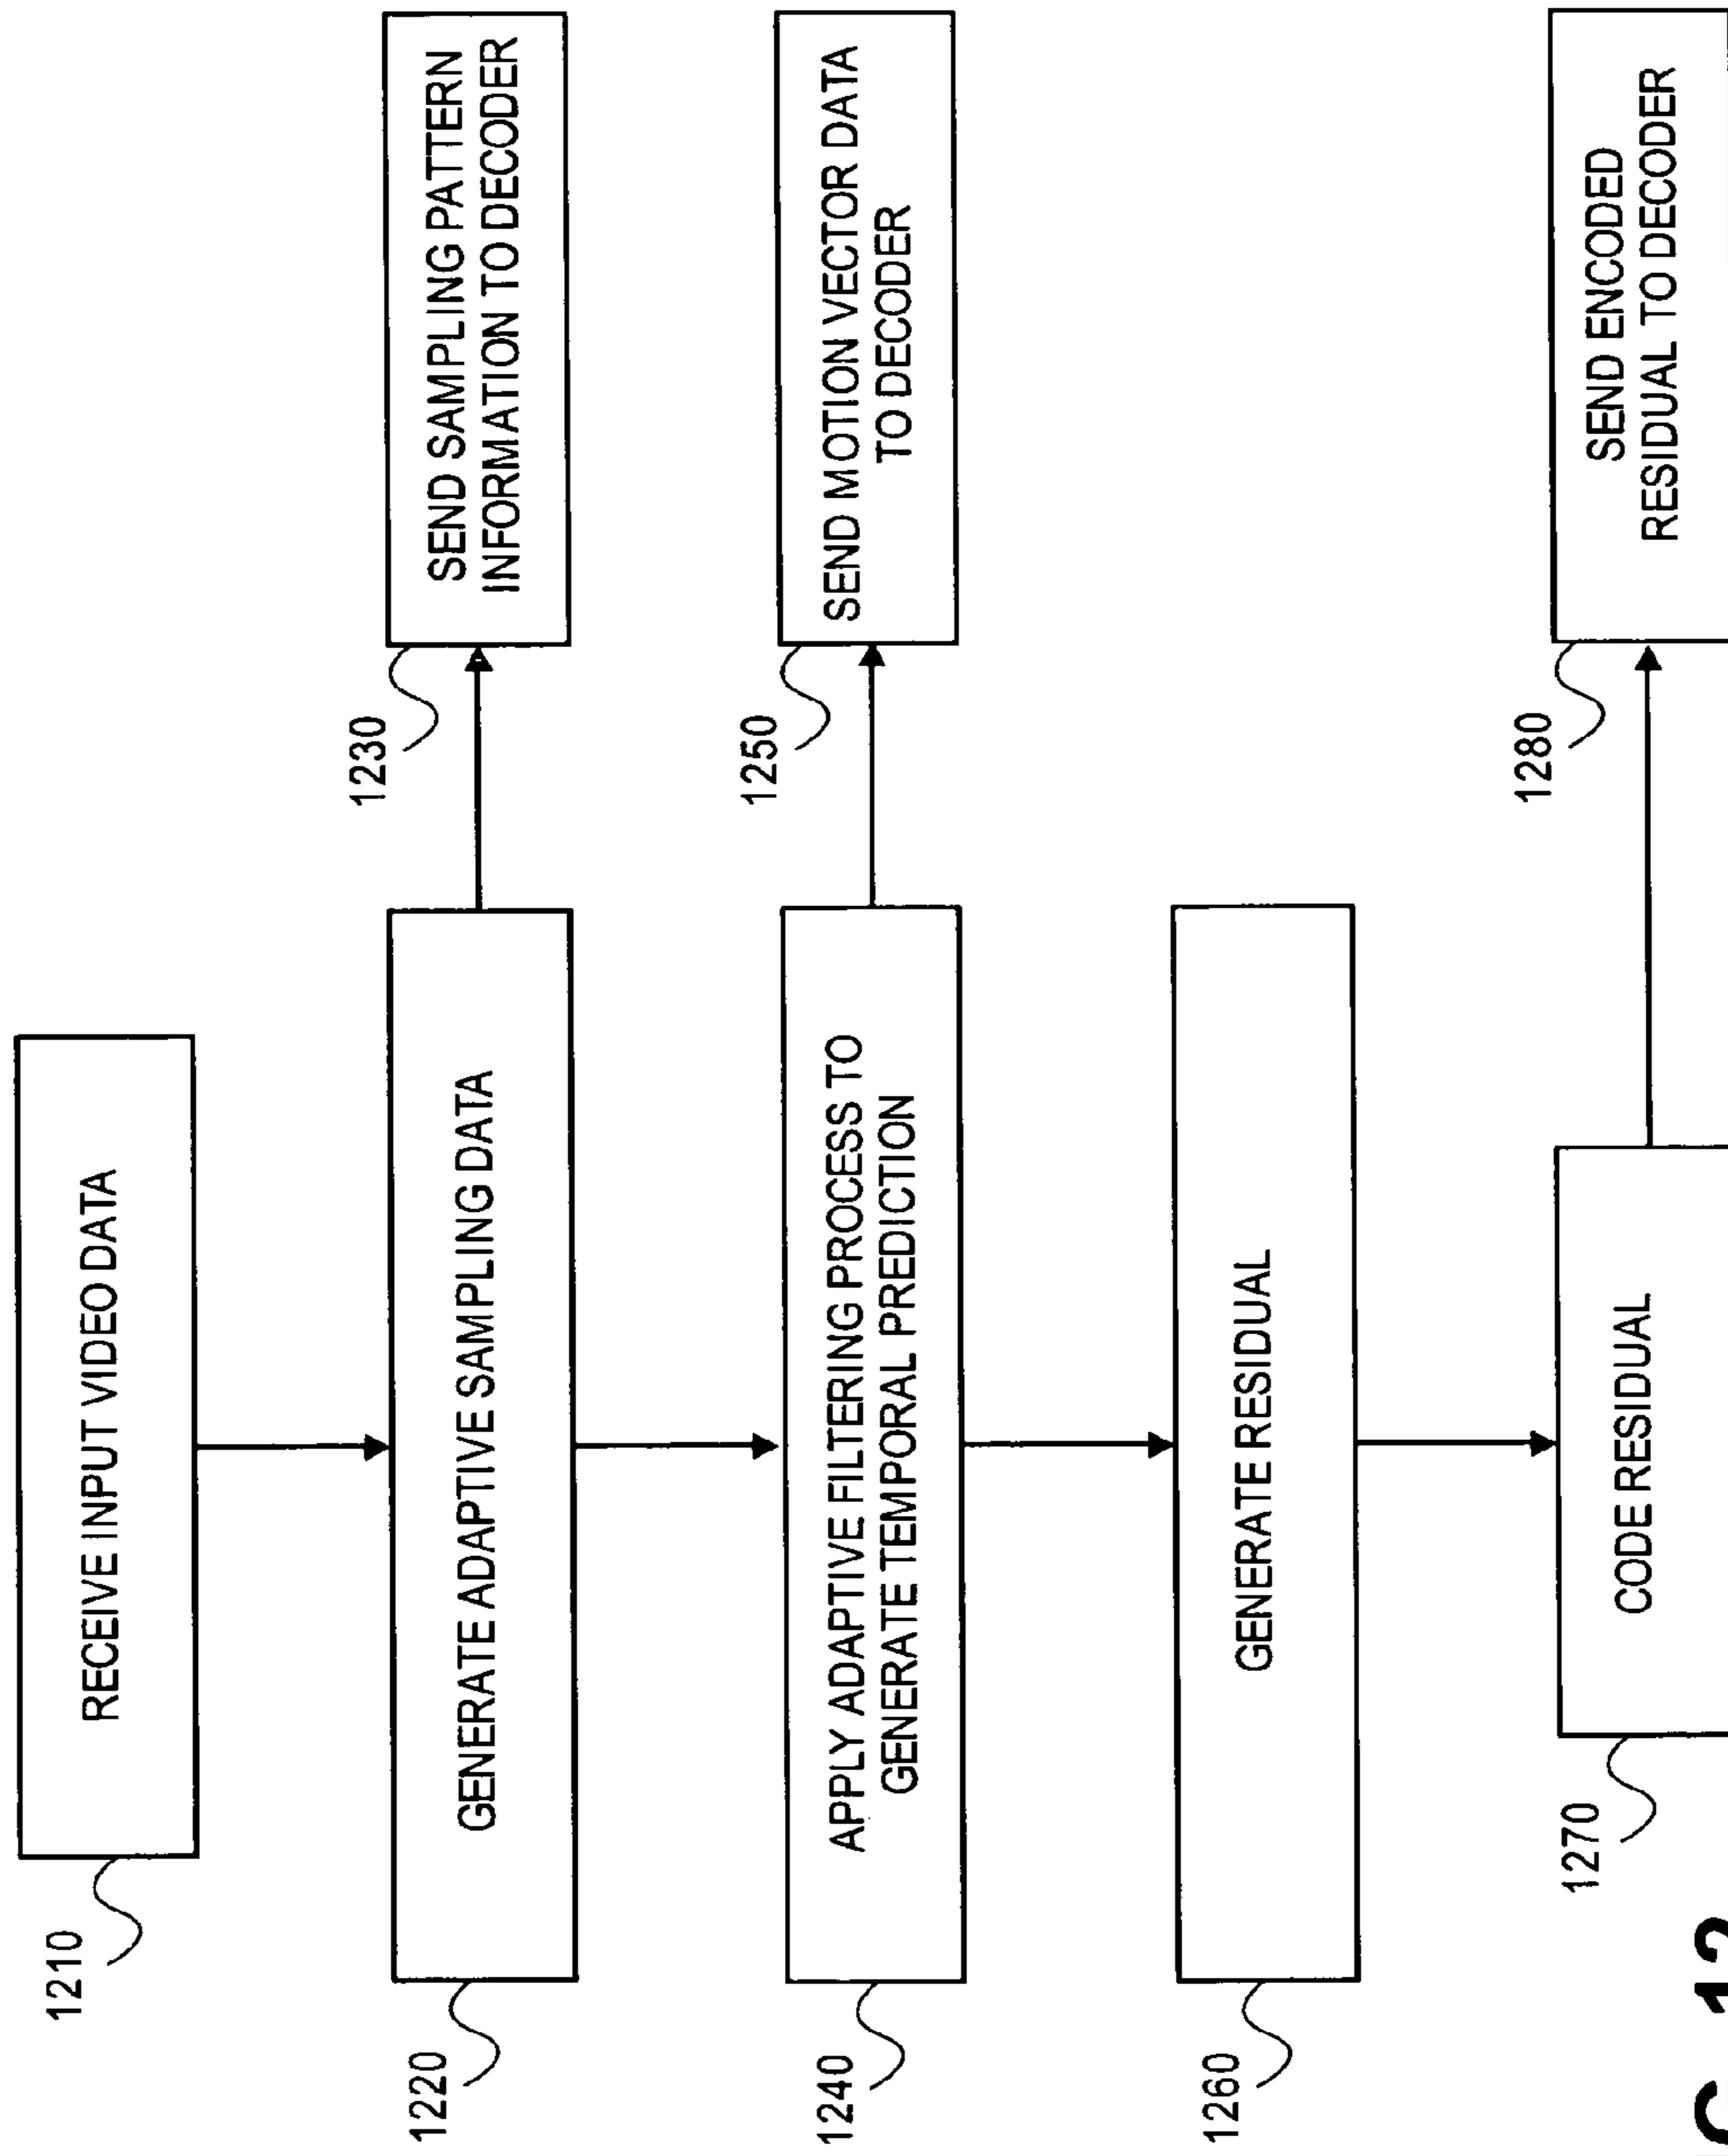 1210
RECEIVE INPUT VIDEO DATA
1220
GENERATE ADAPTIVE SAMPLING DATA
1230
SEND SAMPLING PATTERN
INFORMATION TO DECODER
1240
APPLY ADAPTIVE FILTERING PROCESS TO
GENERATE TEMPORAL PREDICTION
1250
SEND MOTION VECTOR DATA
TO DECODER
1260
GENERATE RESIDUAL
1270
CODE RESIDUAL
1280
SEND ENCODED
RESIDUAL TO DECODER